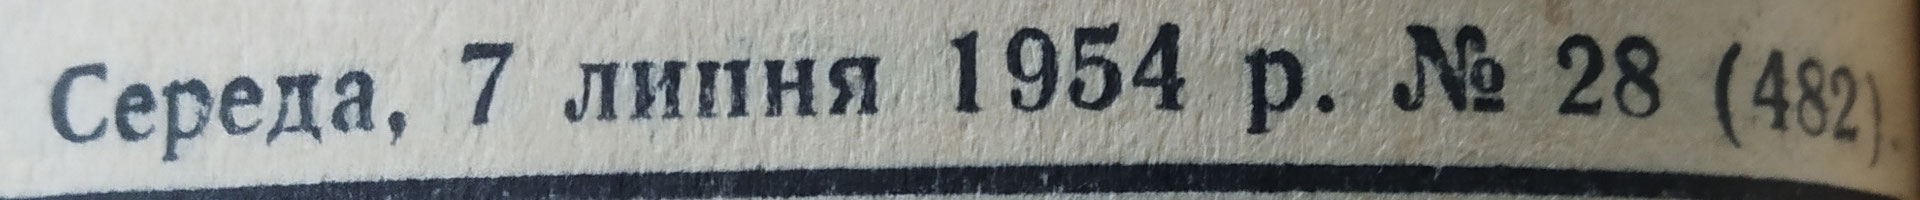 Середа, 7 липня 1954 р. № 28 (482).